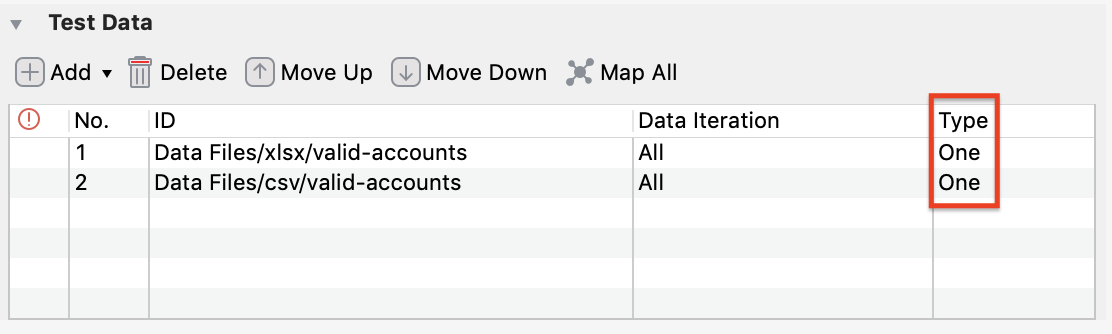 Test Data
Add Delete Move Up Move Down Map All
No. ID Data Iteration Type
1 Data Files/xlsx/valid-accounts All One
2 Data Files/csv/valid-accounts All One